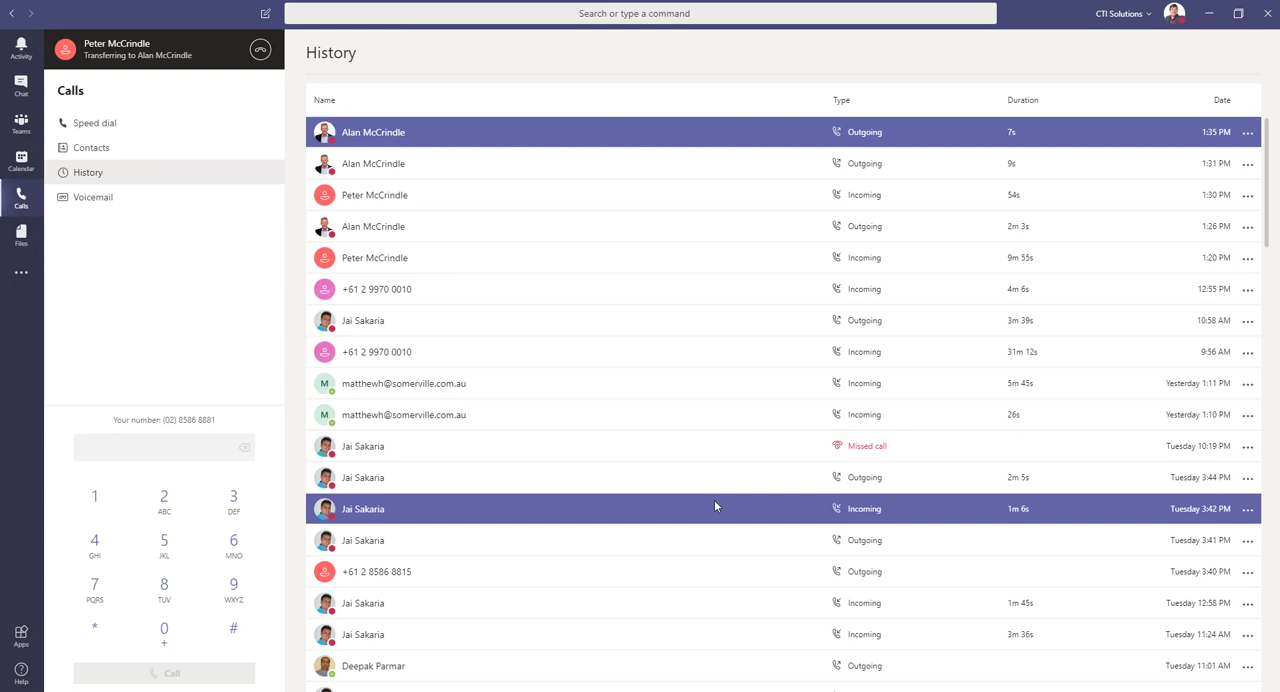 Search or type a command
CTI Solutions
Activity
Chat
Teams
Calendar
Calls
Files
Apps
Help
Peter McCrindle
Transferring to Alan McCrindle
Calls
Speed dial
Contacts
History
Voicemail
Your number: (02) 8586 8881
1
2 ABC
3 DEF
4 GHI
5 JKL
6 MNO
7 PQRS
8 TUV
9 WXYZ
*
0 +
#
Call
History
Name Type Duration Date
Alan McCrindle Outgoing 7s 1:35 PM
Alan McCrindle Outgoing 9s 1:31 PM
Peter McCrindle Incoming 54s 1:30 PM
Alan McCrindle Outgoing 2m 3s 1:26 PM
Peter McCrindle Incoming 9m 55s 1:20 PM
+61 2 9970 0010 Incoming 4m 6s 12:55 PM
Jai Sakaria Outgoing 3m 39s 10:58 AM
+61 2 9970 0010 Incoming 31m 12s 9:56 AM
M matthewh@somerville.com.au Incoming 5m 45s Yesterday 1:11 PM
M matthewh@somerville.com.au Incoming 26s Yesterday 1:10 PM
Jai Sakaria Missed call Tuesday 10:19 PM
Jai Sakaria Outgoing 2m 5s Tuesday 3:44 PM
Jai Sakaria Incoming 1m 6s Tuesday 3:42 PM
Jai Sakaria Outgoing Tuesday 3:41 PM
+61 2 8586 8815 Outgoing Tuesday 3:40 PM
Jai Sakaria Incoming 1m 45s Tuesday 12:58 PM
Jai Sakaria Incoming 3m 36s Tuesday 11:24 AM
Deepak Parmar Outgoing Tuesday 11:01 AM